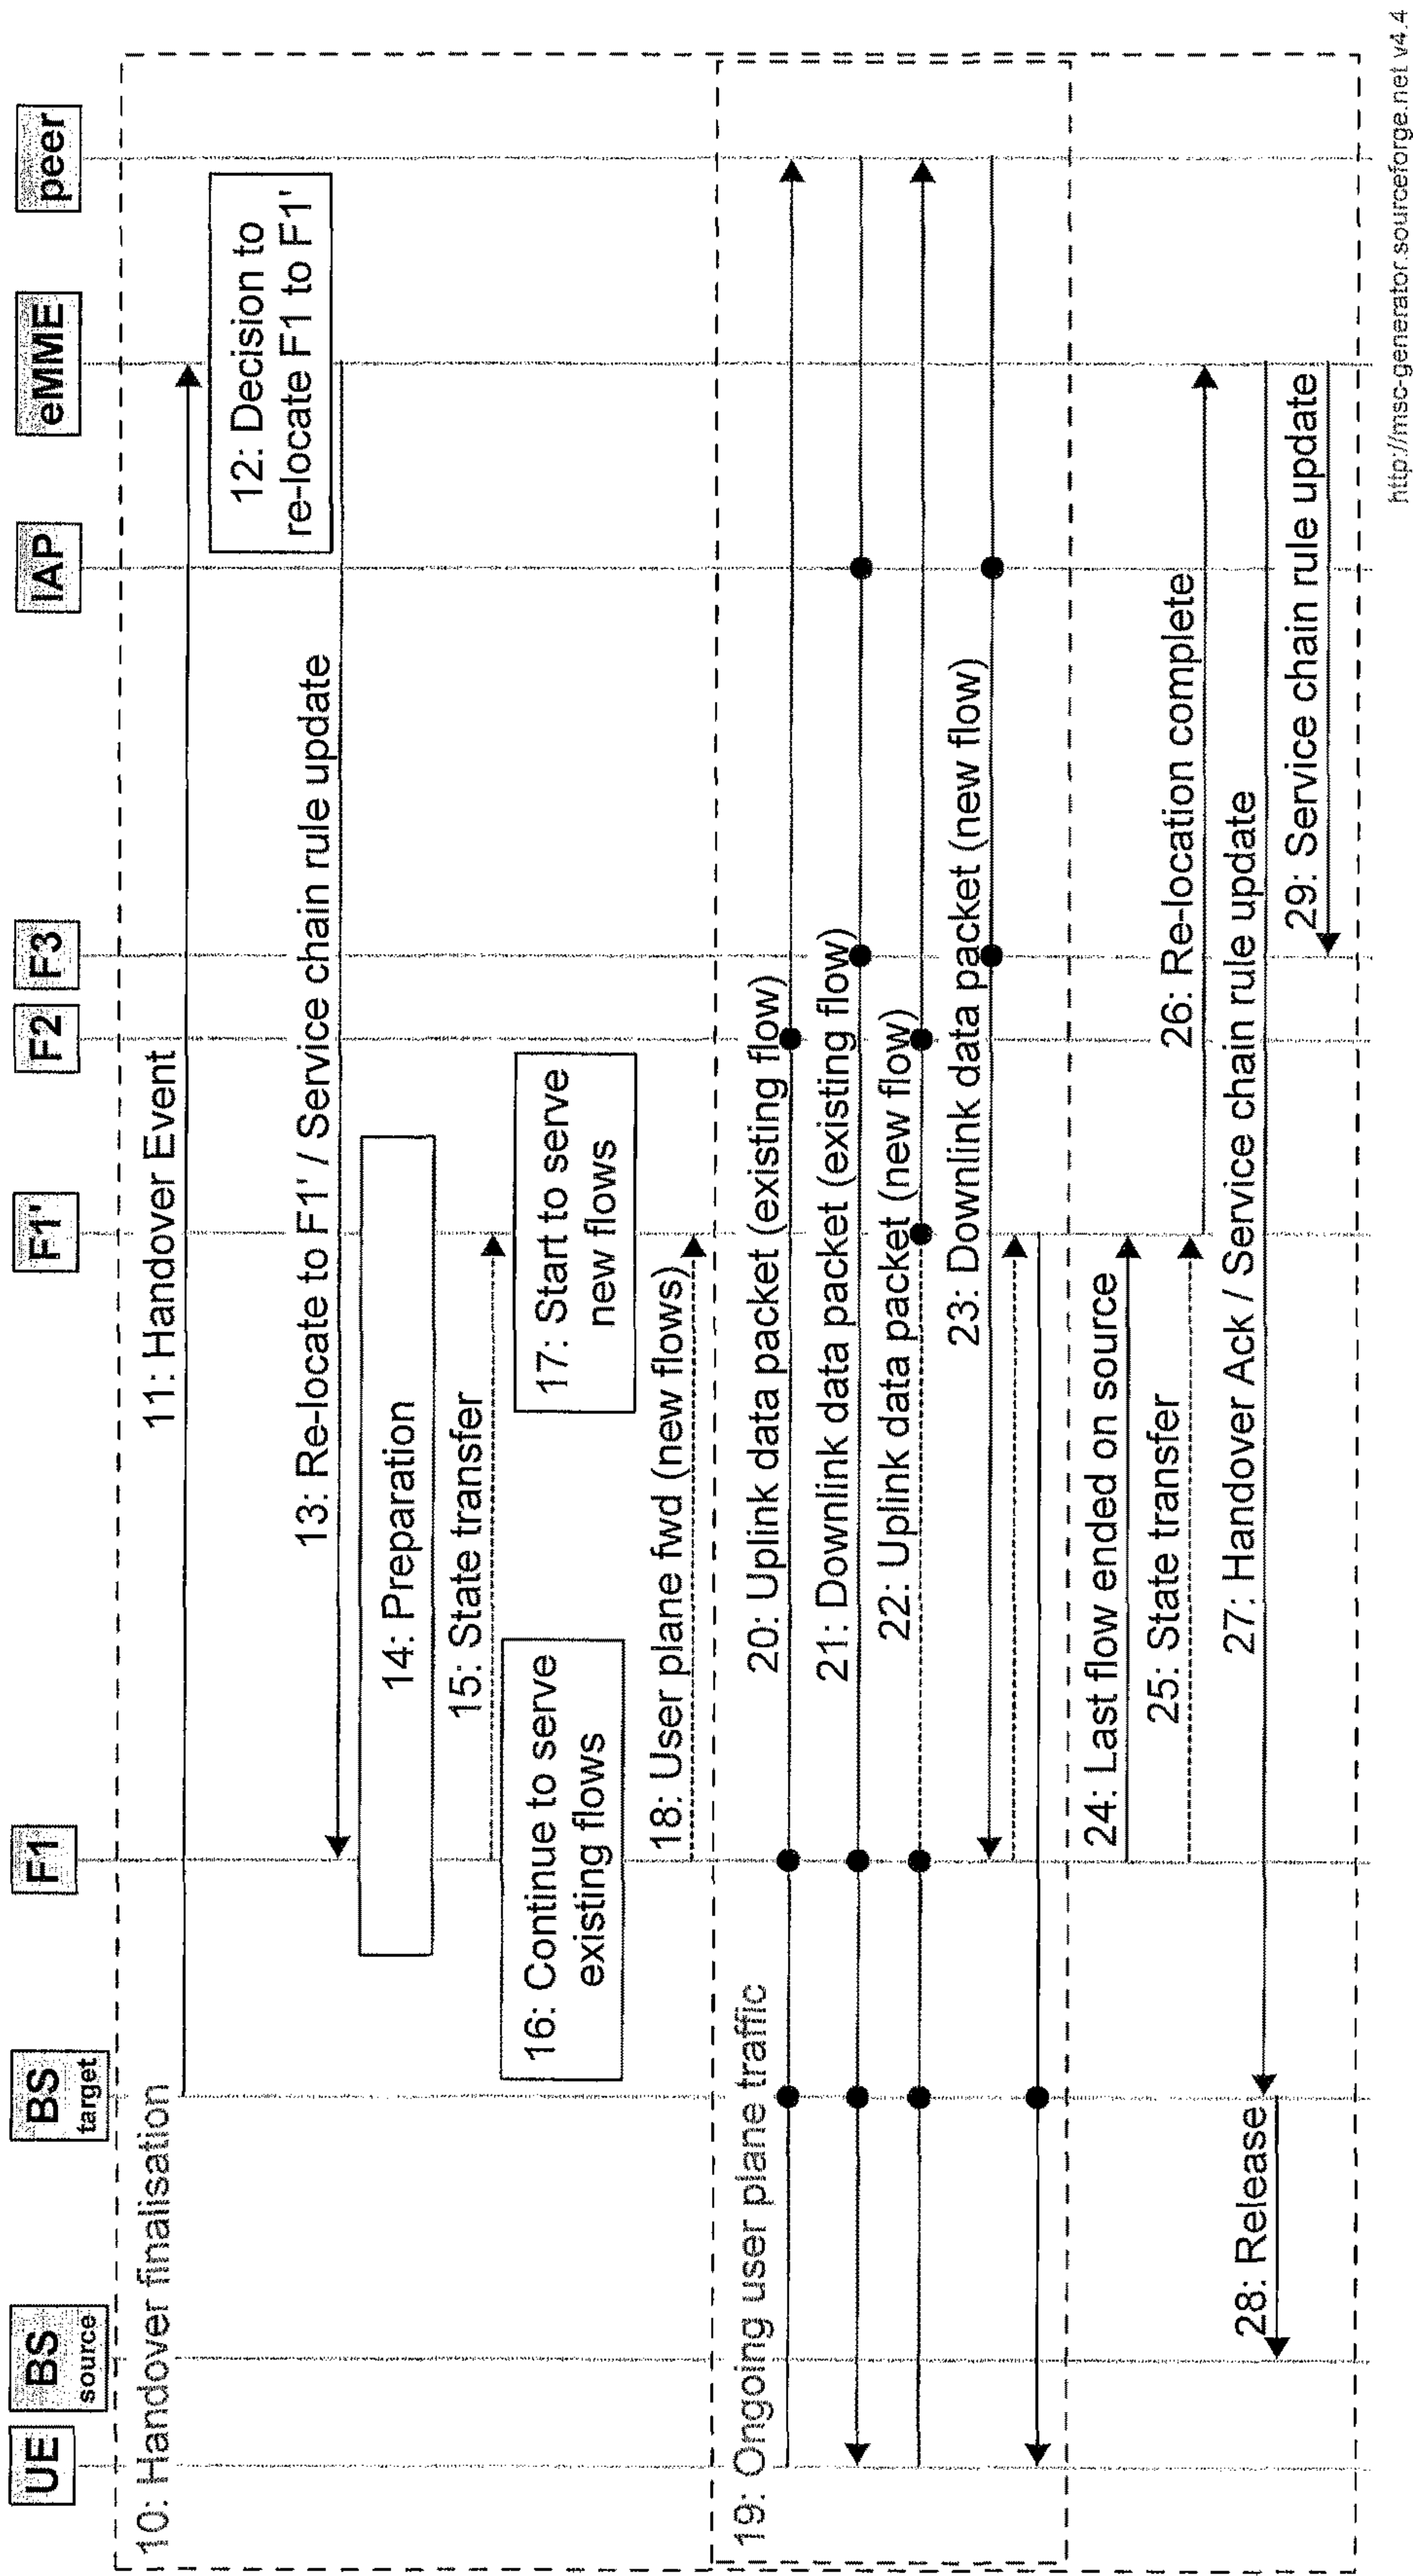 UE
BS
source
BS
target
F1
F1'
F2
F3
IAP
eMME
peer
10: Handover finalisation
11: Handover Event
12: Decision to
re-locate F1 to F1'
13: Re-locate to F1' / Service chain rule update
14: Preparation
15: State transfer
16: Continue to serve
existing flows
17: Start to serve
new flows
18: User plane fwd (new flows)
19: Ongoing user plane traffic
20: Uplink data packet (existing flow)
21: Downlink data packet (existing flow)
22: Uplink data packet (new flow)
23: Downlink data packet (new flow)
24: Last flow ended on source
25: State transfer
26: Re-location complete
27: Handover Ack / Service chain rule update
28: Release
29: Service chain rule update
http://msc-generator.sourceforge.net v4.4